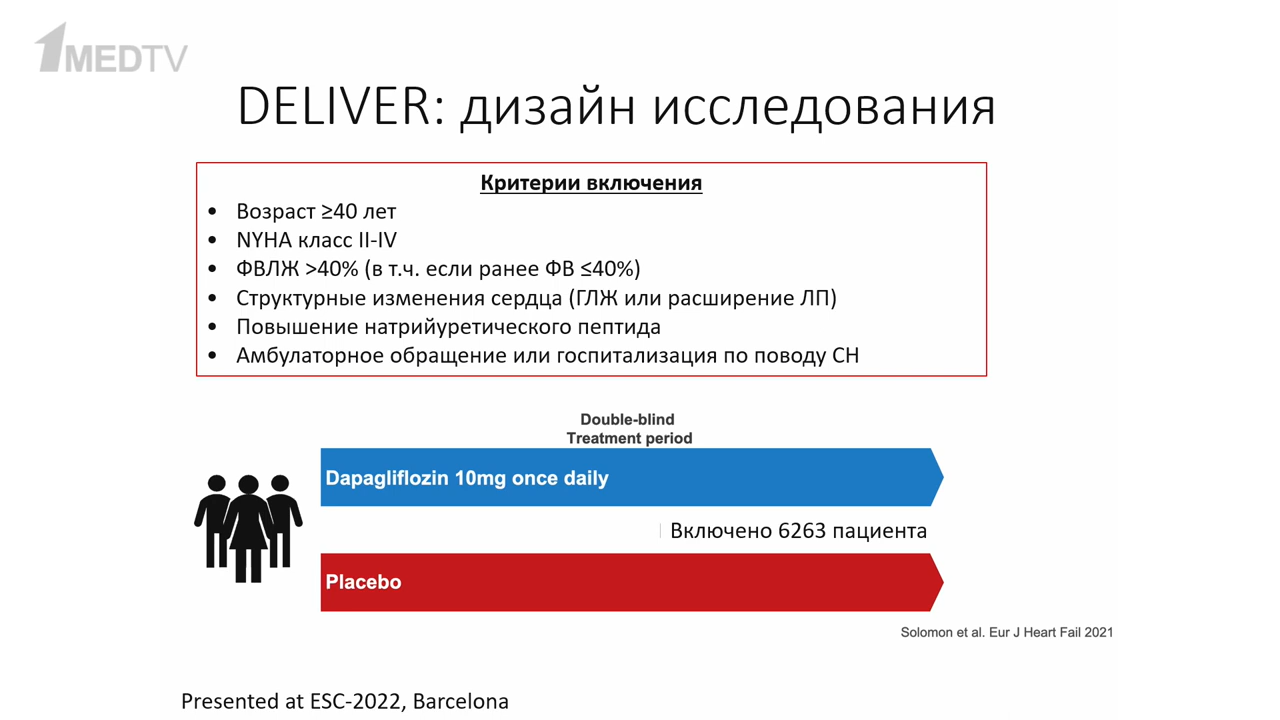 1MEDTV
DELIVER: дизайн исследования
Критерии включения
• Возраст ≥40 лет
• NYHA класс II-IV
• ФВЛЖ >40% (в т.ч. если ранее ФВ ≤40%)
• Структурные изменения сердца (ГЛЖ или расширение ЛП)
• Повышение натрийуретического пептида
• Амбулаторное обращение или госпитализация по поводу СН
Double-blind
Treatment period
Dapagliflozin 10mg once daily
Включено 6263 пациента
Placebo
Solomon et al. Eur J Heart Fail 2021
Presented at ESC-2022, Barcelona